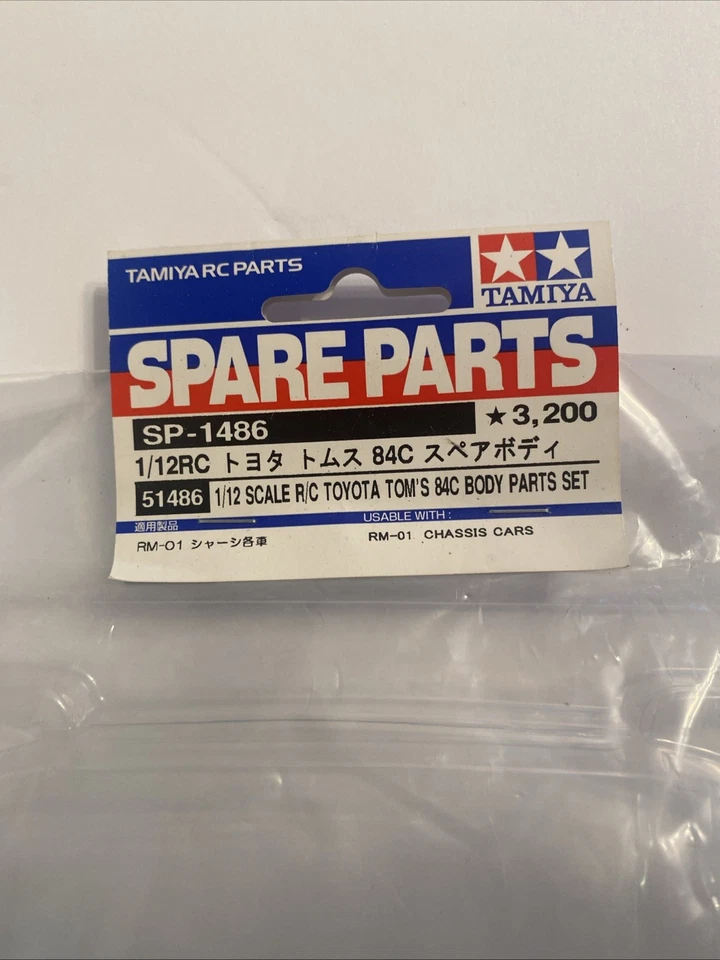 TAMIYA RC PARTS
TAMIYA
SPARE PARTS
SP-1486
★3,200
1/12RC トヨタ トムス 84C スペアボディ
51486 1/12 SCALE R/C TOYOTA TOM'S 84C BODY PARTS SET
適用製品
USABLE WITH :
RM-01 シャーシ各車
RM-01 CHASSIS CARS